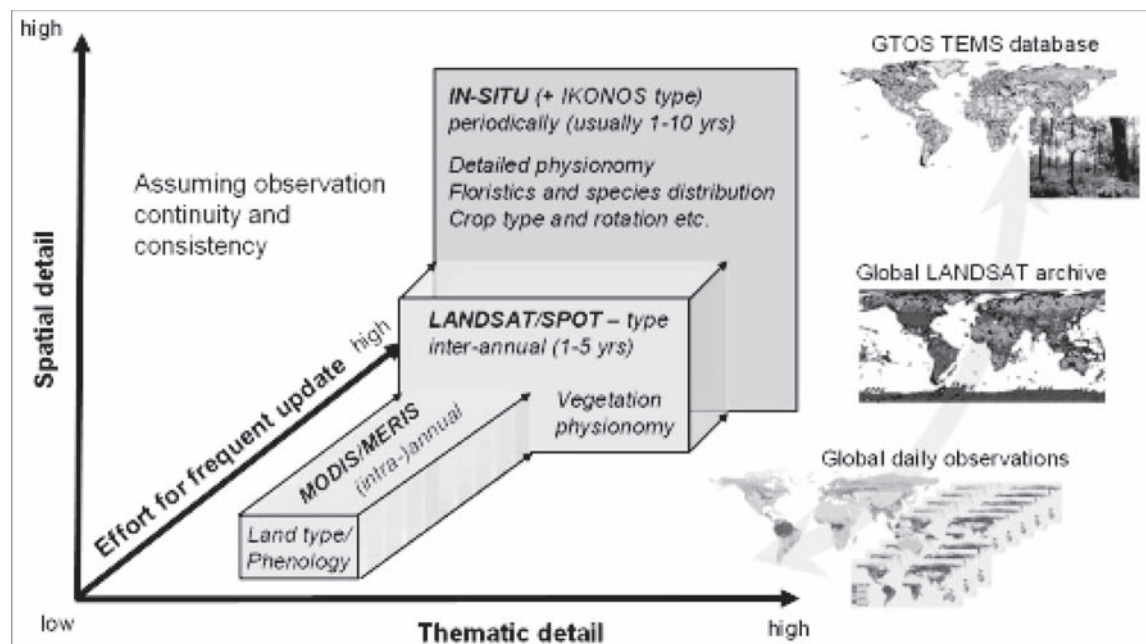 high
Spatial detail
low
Thematic detail
high
Effort for frequent update
high
Assuming observation
continuity and
consistency
IN-SITU (+ IKONOS type)
periodically (usually 1-10 yrs)
Detailed physionomy
Floristics and species distribution
Crop type and rotation etc.
LANDSAT/SPOT – type
inter-annual (1-5 yrs)
Vegetation
physionomy
MODIS/MERIS
(intra-)annual
Land type/
Phenology
GTOS TEMS database
Global LANDSAT archive
Global daily observations